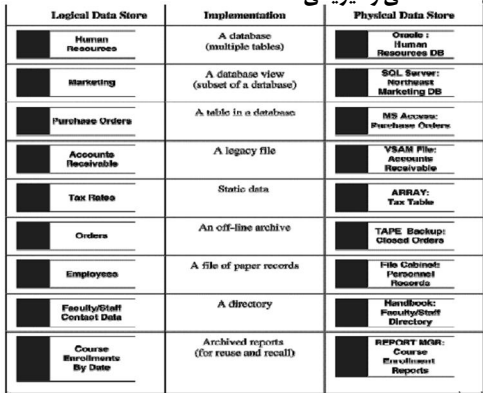 Logical Data Store Implementation Physical Data Store
Human
Resources
A database
(multiple tables)
Oracle :
Human
Resources DB
Marketing
A database view
(subset of a database)
SQL Server:
Northeast
Marketing DB
Purchase Orders
A table in a database
MS Access:
Purchase Orders
Accounts
Receivable
A legacy file
VSAM File:
Accounts
Receivable
Tax Rates
Static data
ARRAY:
Tax Table
Orders
An off-line archive
TAPE Backup:
Closed Orders
Employees
A file of paper records
File Cabinet:
Personnel
Records
Faculty/Staff
Contact Data
A directory
Handbook:
Faculty/Staff
Directory
Course
Enrollments
By Date
Archived reports
(for reuse and recall)
REPORT MGR:
Course
Enrollment
Reports